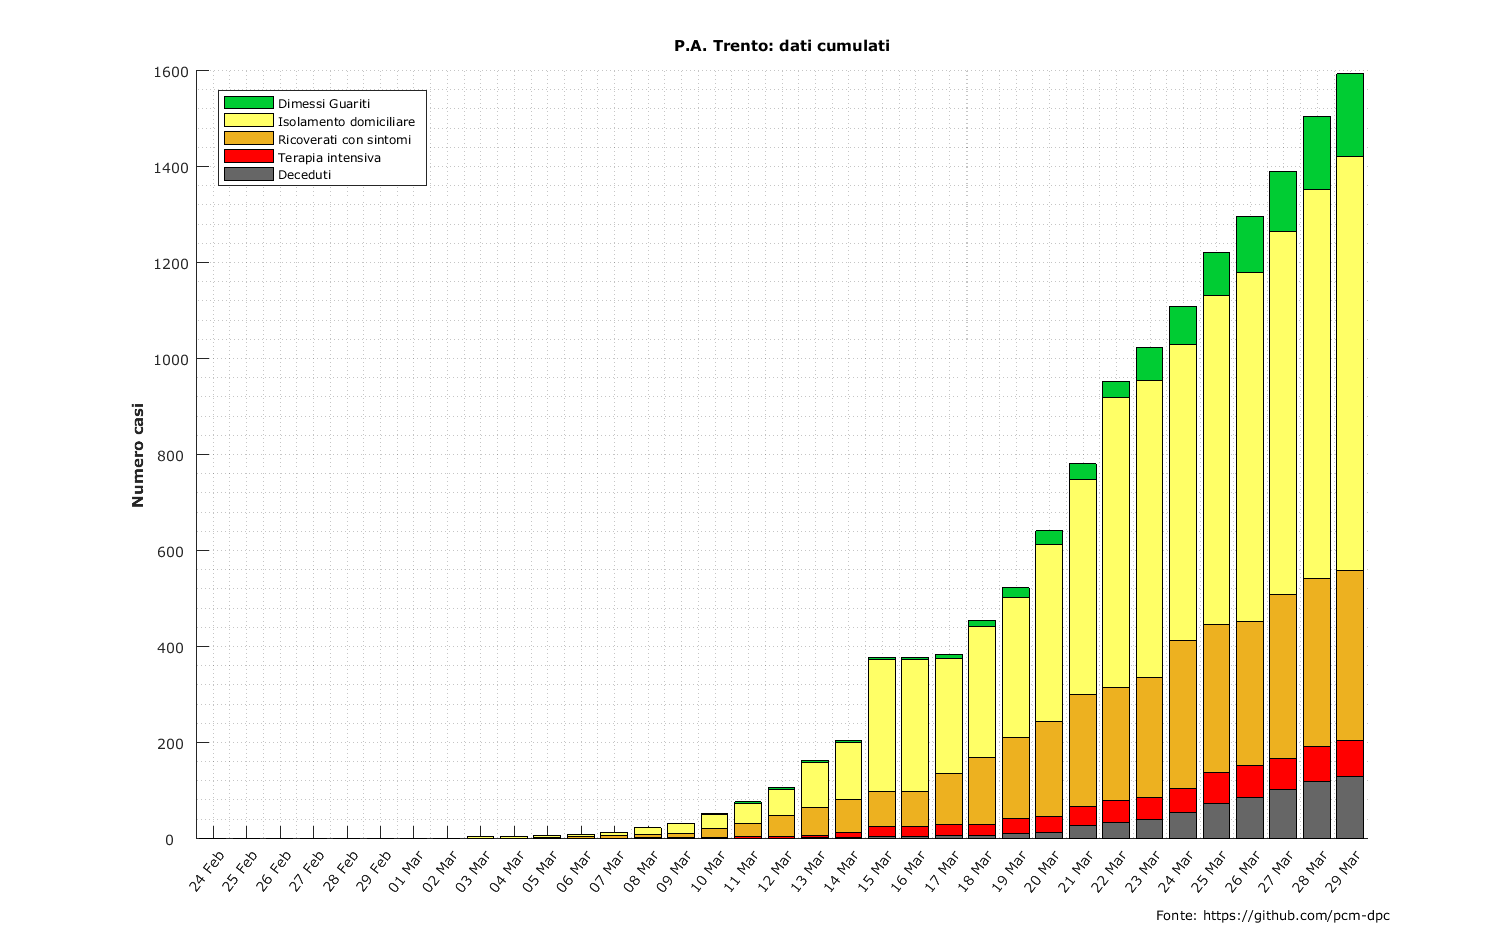 P.A. Trento: dati cumulati
1600
1400
1200
1000
800
600
400
200
0
Numero casi
Dimessi Guariti
Isolamento domiciliare
Ricoverati con sintomi
Terapia intensiva
Deceduti
24 Feb
25 Feb
26 Feb
27 Feb
28 Feb
29 Feb
01 Mar
02 Mar
03 Mar
04 Mar
05 Mar
06 Mar
07 Mar
08 Mar
09 Mar
10 Mar
11 Mar
12 Mar
13 Mar
14 Mar
15 Mar
16 Mar
17 Mar
18 Mar
19 Mar
20 Mar
21 Mar
22 Mar
23 Mar
24 Mar
25 Mar
26 Mar
27 Mar
28 Mar
29 Mar
Fonte: https://github.com/pcm-dpc